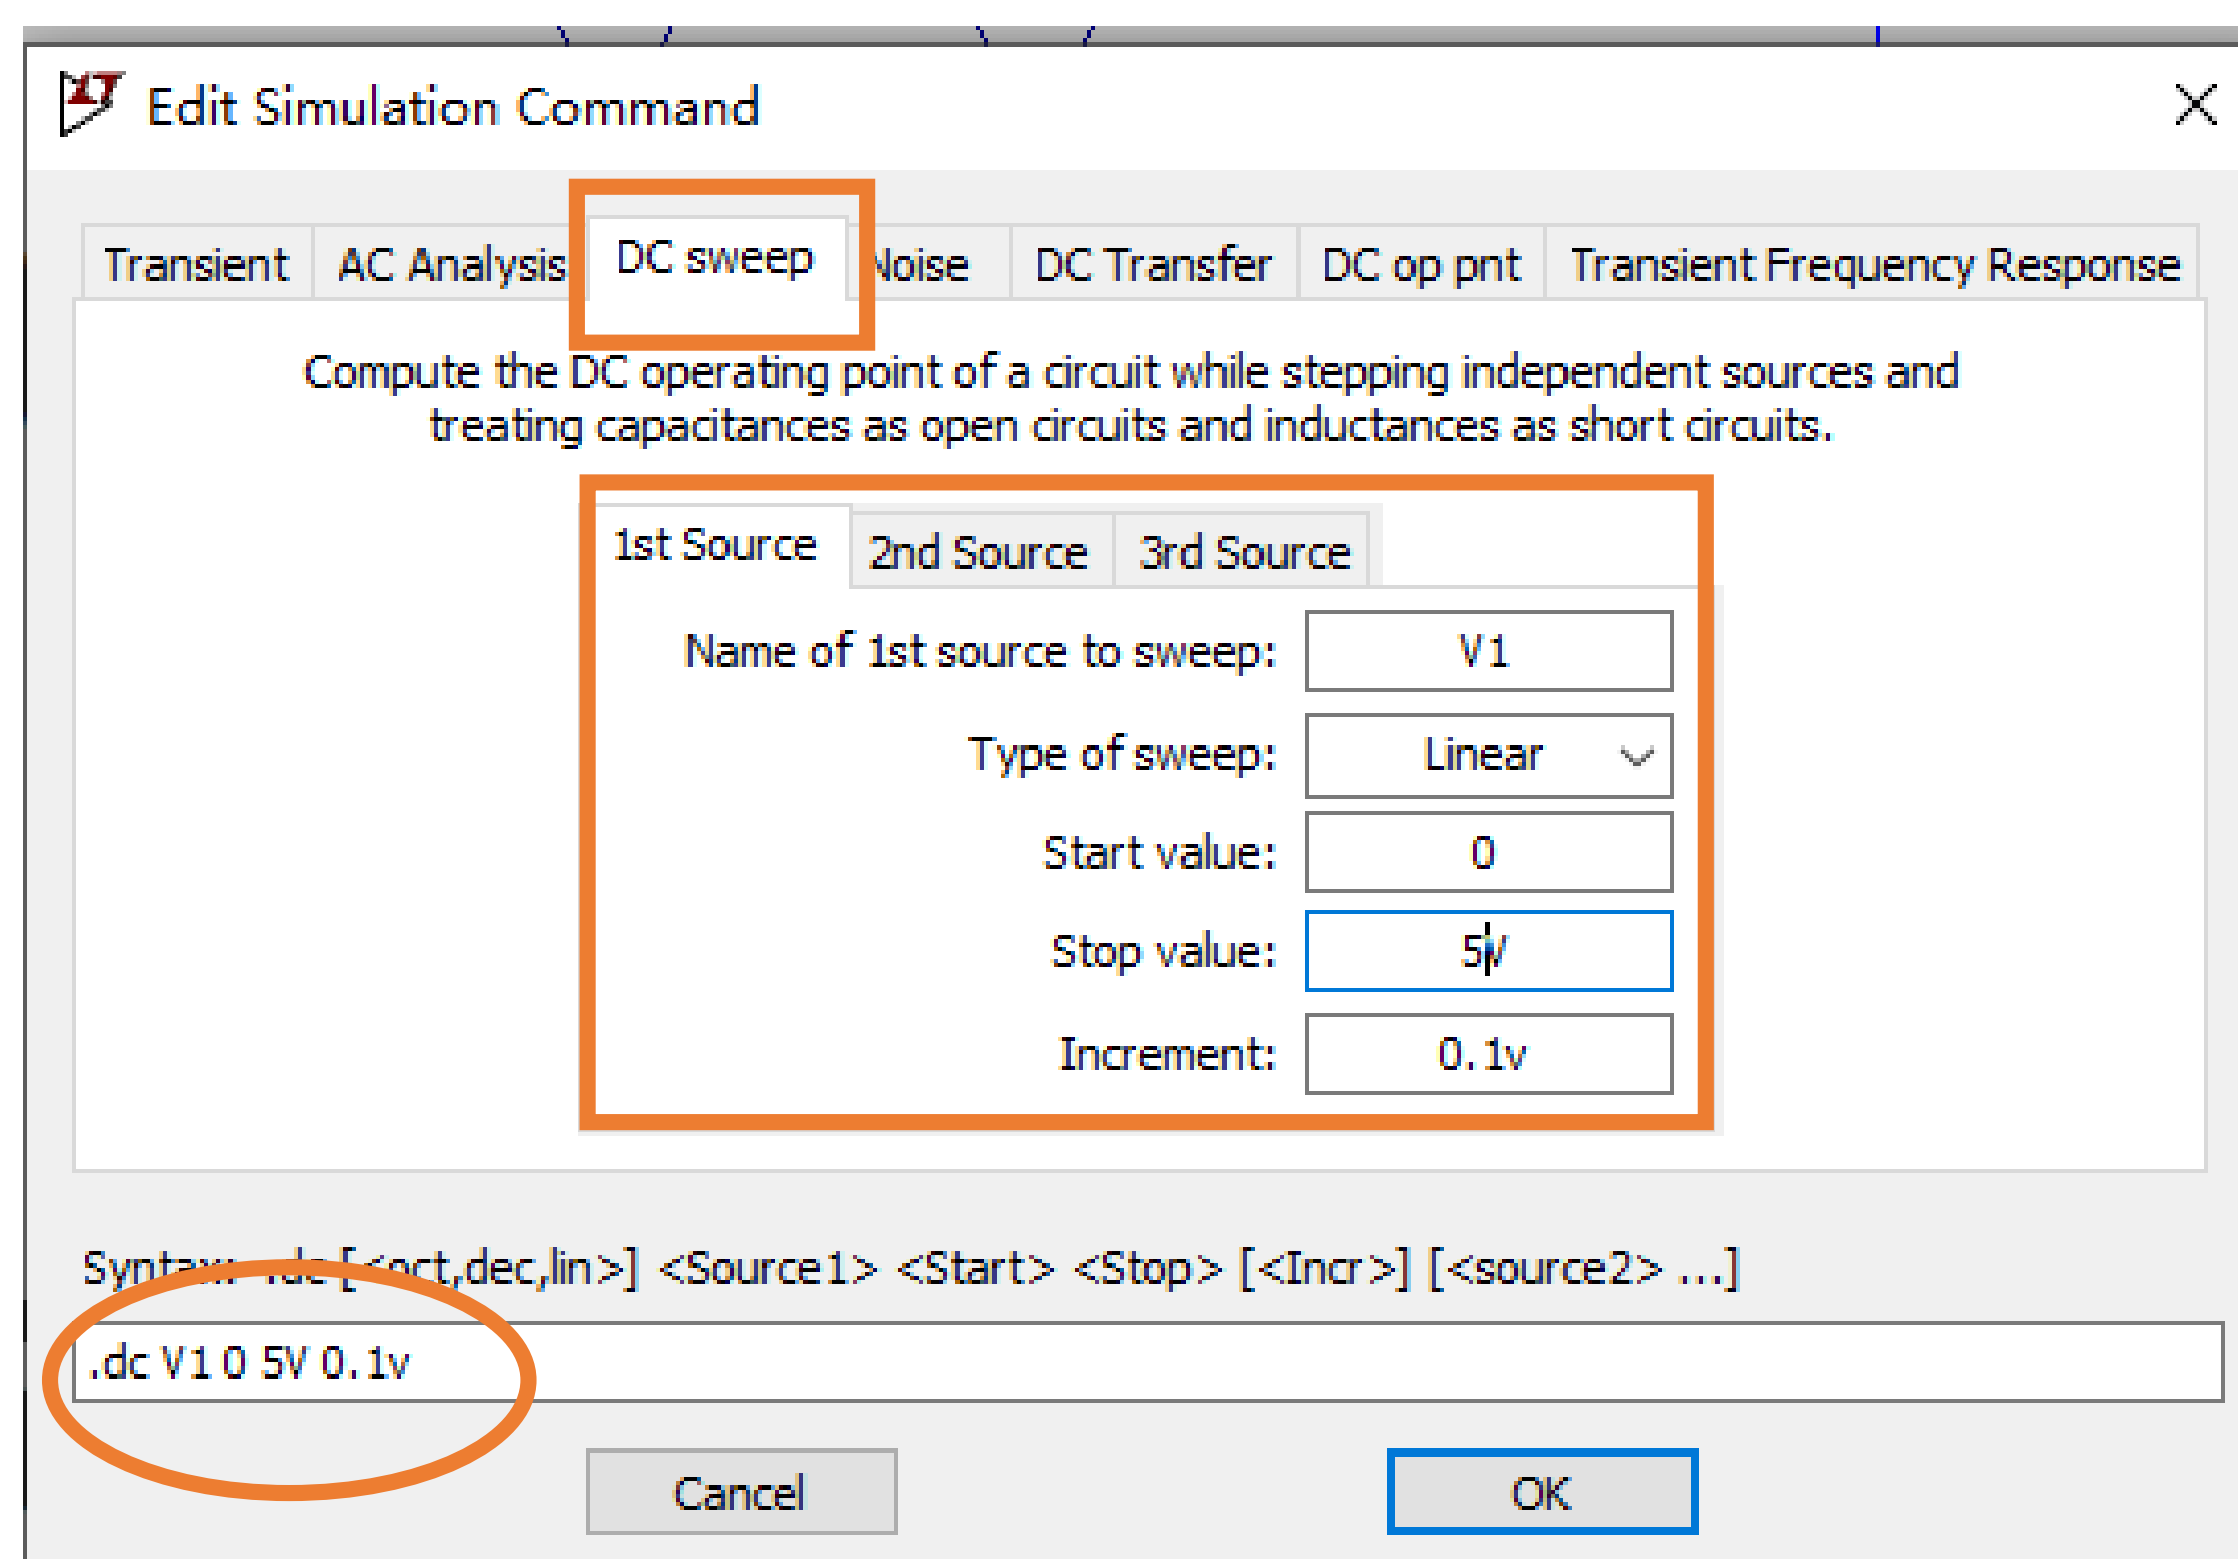 Edit Simulation Command
Transient AC Analysis DC sweep Noise DC Transfer DC op pnt Transient Frequency Response
Compute the DC operating point of a circuit while stepping independent sources and
treating capacitances as open circuits and inductances as short circuits.
1st Source 2nd Source 3rd Source
Name of 1st source to sweep: V1
Type of sweep: Linear
Start value: 0
Stop value: 5V
Increment: 0.1v
Syntax: .dc [<oct,dec,lin>] <Source1> <Start> <Stop> [<Incr>] [<source2> ...]
.dc V1 0 5V 0.1v
Cancel OK